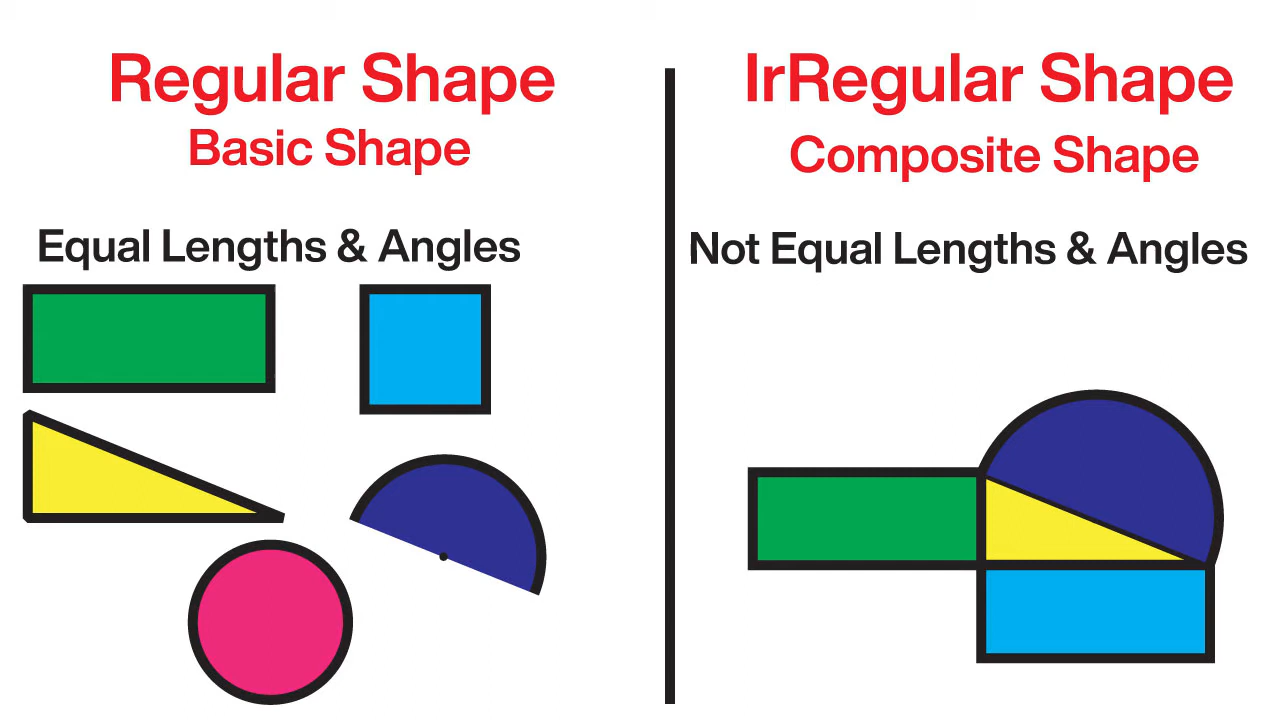 Regular Shape
Basic Shape
Equal Lengths & Angles
IrRegular Shape
Composite Shape
Not Equal Lengths & Angles